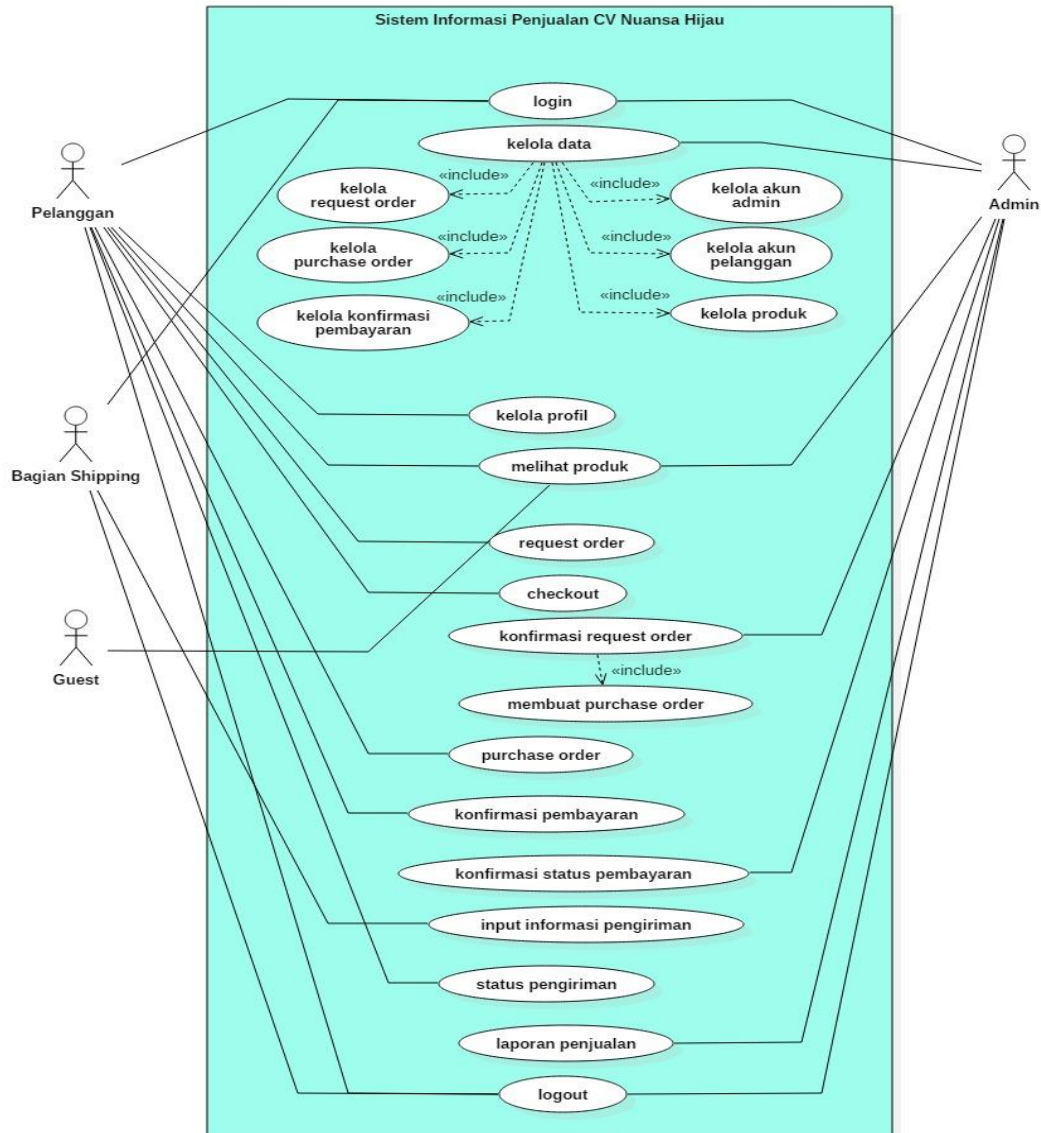 Sistem Informasi Penjualan CV Nuansa Hijau
login
kelola data
«include»
«include»
kelola
request order
kelola akun
admin
Pelanggan
Admin
«include»
«include»
kelola
purchase order
kelola akun
pelanggan
«include»
«include»
kelola konfirmasi
pembayaran
kelola produk
kelola profil
melihat produk
Bagian Shipping
request order
checkout
konfirmasi request order
«include»
Guest
membuat purchase order
purchase order
konfirmasi pembayaran
konfirmasi status pembayaran
input informasi pengiriman
status pengiriman
laporan penjualan
logout